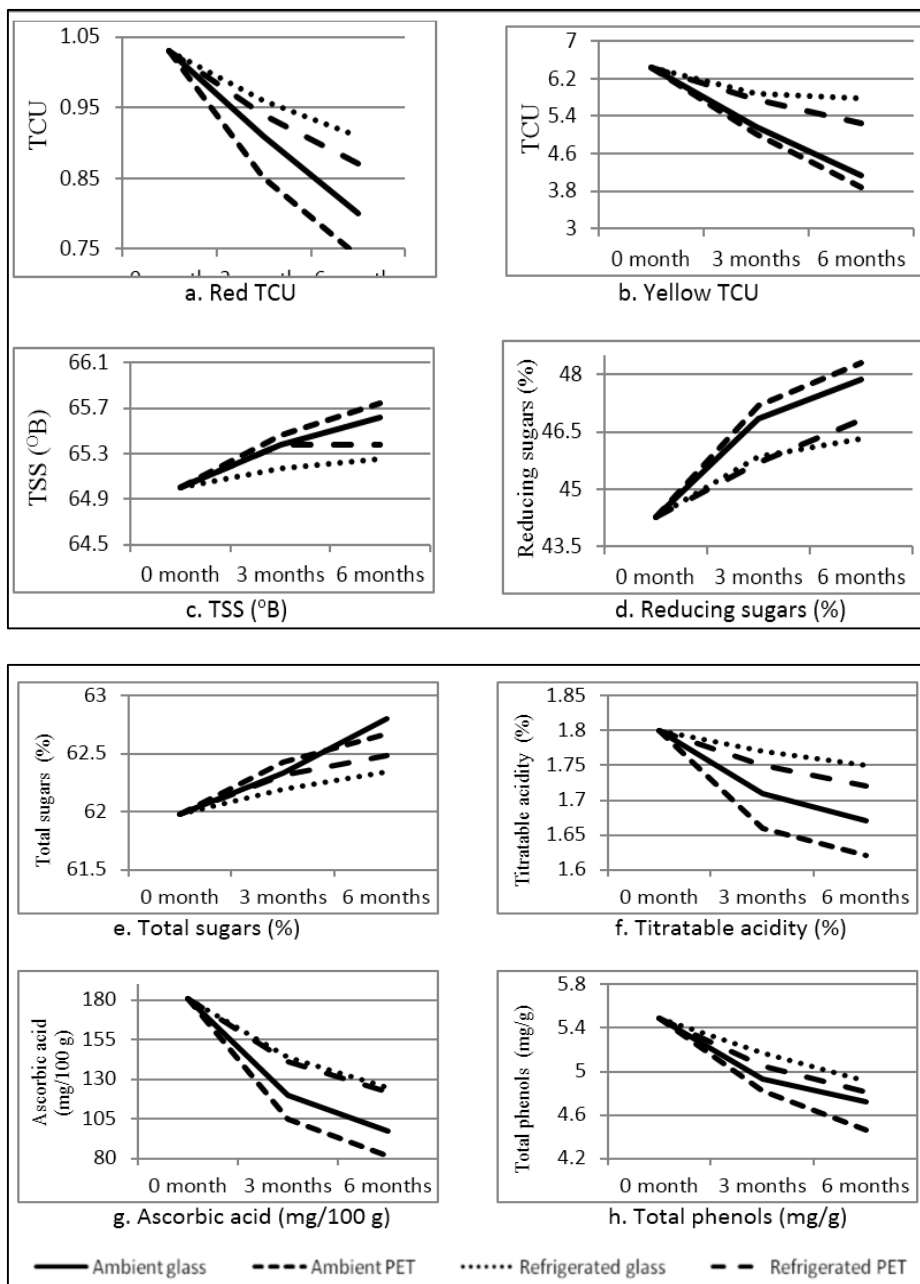 1.05
0.95
0.85
0.75
TCU
a. Red TCU
7
6.2
5.4
4.6
3.8
3
TCU
0 month 3 months 6 months
b. Yellow TCU
66.1
65.7
65.3
64.9
64.5
TSS (OB)
0 month 3 months 6 months
c. TSS (OB)
48
46.5
45
43.5
Reducing sugars (%)
0 month 3 months 6 months
d. Reducing sugars (%)
63
62.5
62
61.5
Total sugars (%)
0 month 3 months 6 months
e. Total sugars (%)
1.85
1.8
1.75
1.7
1.65
1.6
Titratable acidity (%)
0 month 3 months 6 months
f. Titratable acidity (%)
180
155
130
105
80
Ascorbic acid
(mg/100 g)
0 month 3 months 6 months
g. Ascorbic acid (mg/100 g)
5.8
5.4
5
4.6
4.2
Total phenols (mg/g)
0 month 3 months 6 months
h. Total phenols (mg/g)
Ambient glass Ambient PET Refrigerated glass Refrigerated PET